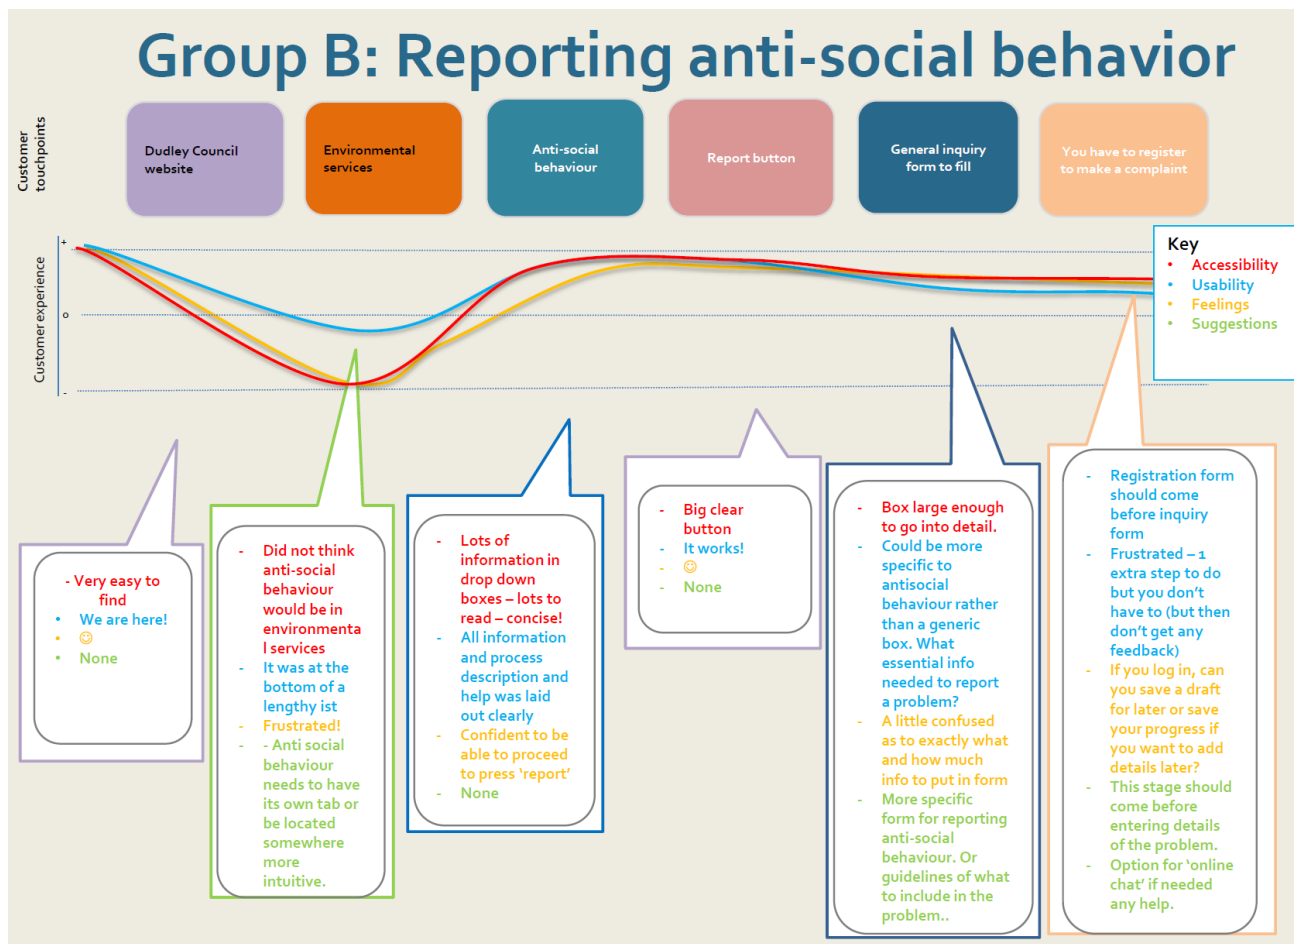 Group B: Reporting anti-social behavior
Customer
touchpoints
Dudley Council
website
Environmental
services
Anti-social
behaviour
Report button
General inquiry
form to fill
You have to register
to make a complaint
Customer experience
+
0
-
Key
• Accessibility
• Usability
• Feelings
• Suggestions
- Very easy to
find
• We are here!
• ☺
• None
- Did not think
anti-social
behaviour
would be in
environmenta
l services
- It was at the
bottom of a
lengthy ist
- Frustrated!
- - Anti social
behaviour
needs to have
its own tab or
be located
somewhere
more
intuitive.
- Lots of
information in
drop down
boxes – lots to
read – concise!
- All information
and process
description and
help was laid
out clearly
- Confident to be
able to proceed
to press ‘report’
- None
- Big clear
button
- It works!
- ☺
- None
- Box large enough
to go into detail.
- Could be more
specific to
antisocial
behaviour rather
than a generic
box. What
essential info
needed to report
a problem?
- A little confused
as to exactly what
and how much
info to put in form
- More specific
form for reporting
anti-social
behaviour. Or
guidelines of what
to include in the
problem..
- Registration form
should come
before inquiry
form
- Frustrated – 1
extra step to do
but you don’t
have to (but then
don’t get any
feedback)
- If you log in, can
you save a draft
for later or save
your progress if
you want to add
details later?
- This stage should
come before
entering details
of the problem.
- Option for ‘online
chat’ if needed
any help.